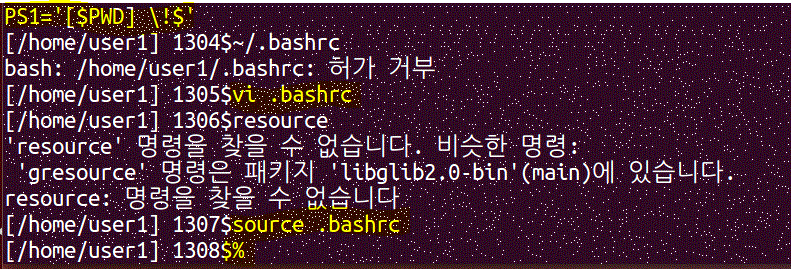 PS1='[$PWD] \!$'
[/home/user1] 1304$~/.bashrc
bash: /home/user1/.bashrc: 허가 거부
[/home/user1] 1305$vi .bashrc
[/home/user1] 1306$resource
'resource' 명령을 찾을 수 없습니다. 비슷한 명령:
 'gresource' 명령은 패키지 'libglib2.0-bin'(main)에 있습니다.
resource: 명령을 찾을 수 없습니다
[/home/user1] 1307$source .bashrc
[/home/user1] 1308$%